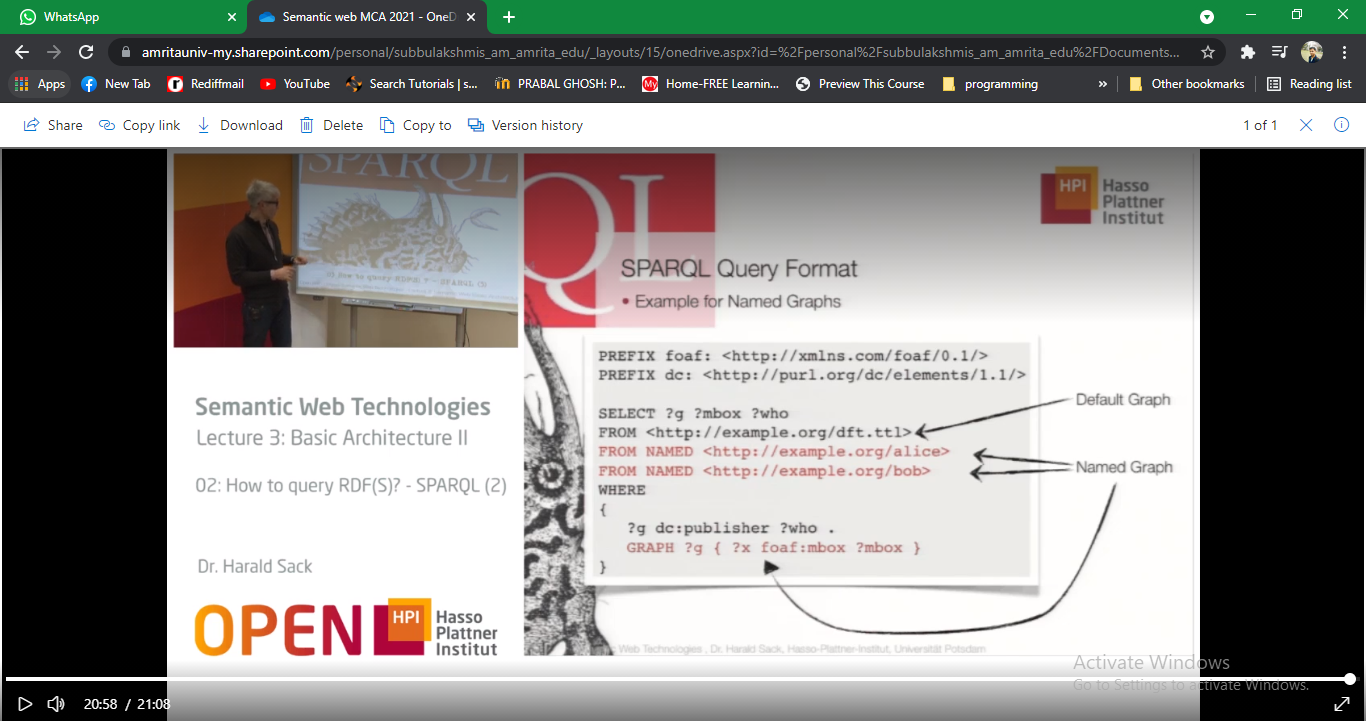 WhatsApp
Semantic web MCA 2021 - OneD
amritauniv-my.sharepoint.com/personal/subbulakshmis_am_amrita_edu/_layouts/15/onedrive.aspx?id=%2Fpersonal%2Fsubbulakshmis_am_amrita_edu%2FDocuments...
Apps New Tab Rediffmail YouTube Search Tutorials | s... PRABAL GHOSH: P... Home-FREE Learnin... Preview This Course programming » Other bookmarks Reading list
Share Copy link Download Delete Copy to Version history 1 of 1
SPARQL
QL
HPI Hasso
Plattner
Institut
SPARQL Query Format
• Example for Named Graphs
PREFIX foaf: <http://xmlns.com/foaf/0.1/>
PREFIX dc: <http://purl.org/dc/elements/1.1/>
SELECT ?g ?mbox ?who
FROM <http://example.org/dft.ttl>
FROM NAMED <http://example.org/alice>
FROM NAMED <http://example.org/bob>
WHERE
{
?g dc:publisher ?who .
GRAPH ?g { ?x foaf:mbox ?mbox }
}
Default Graph
Named Graph
Semantic Web Technologies
Lecture 3: Basic Architecture II
02: How to query RDF(S)? - SPARQL (2)
Dr. Harald Sack
OPEN HPI Hasso
Plattner
Institut
Web Technologies , Dr. Harald Sack, Hasso-Plattner-Institut, Universität Potsdam
Activate Windows
Go to Settings to activate Windows.
20:58 / 21:08